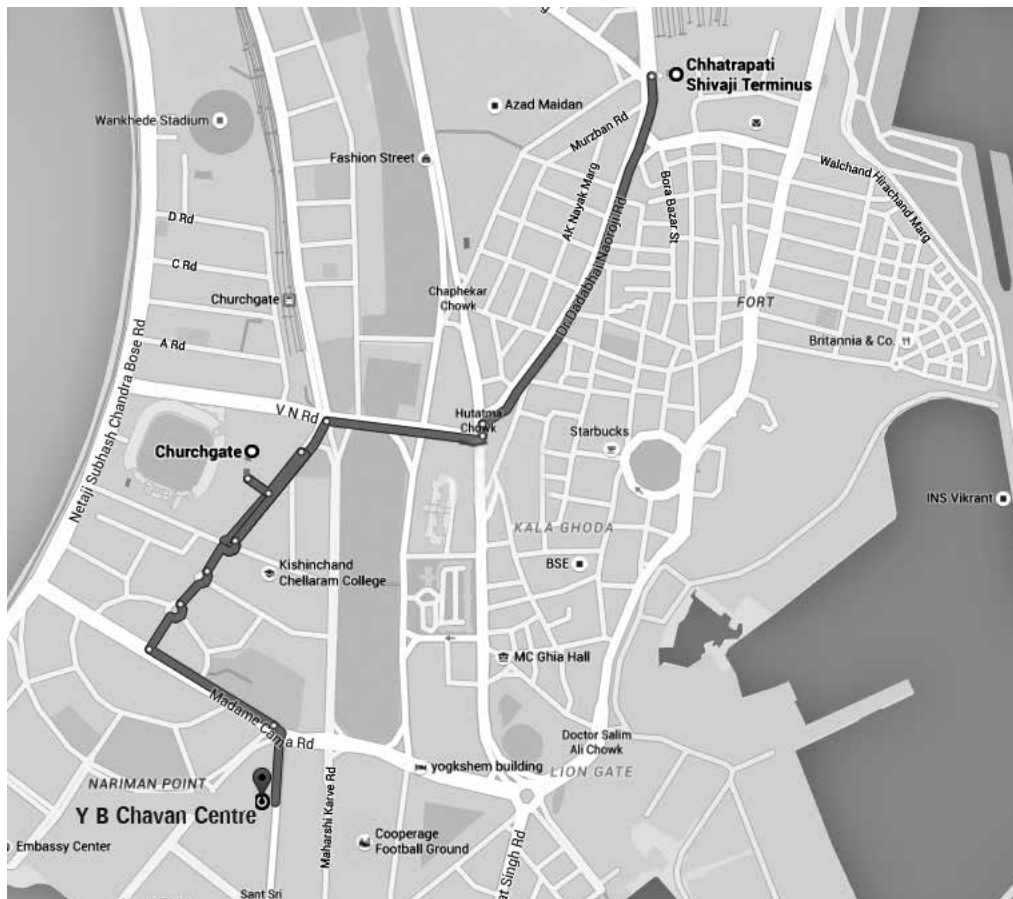 Chhatrapati
Shivaji Terminus
Azad Maidan
Wankhede Stadium
Murzban Rd
Fashion Street
Walchand Hirachand Marg
AK Nayak Marg
Bora Bazar St
D Rd
Dr Dadabhai Naoroji Rd
C Rd
Churchgate
Chaphekar
Chowk
FORT
Britannia & Co.
A Rd
Netaji Subhash Chandra Bose Rd
V N Rd
Hutatma
Chowk
Starbucks
Churchgate
INS Vikrant
KALA GHODA
BSE
Kishinchand
Chellaram College
MC Ghia Hall
Madame Cama Rd
Doctor Salim
Ali Chowk
yogkshem building
LION GATE
NARIMAN POINT
Y B Chavan Centre
Maharshi Karve Rd
Cooperage
Football Ground
Embassy Center
at Singh Rd
Sant Sri